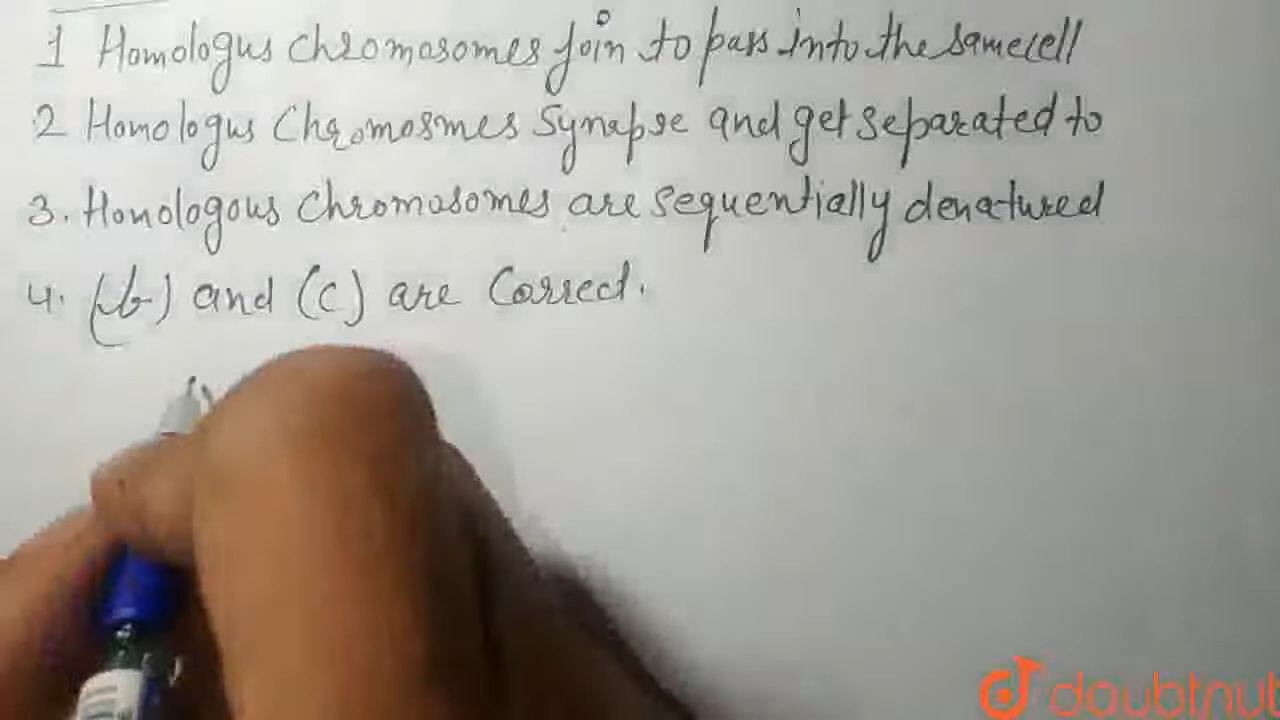 1 Homologus chromosomes join to pass into the same cell
2 Homologus Chromosmes Synapse and get separated to
3. Homologous chromosomes are sequentially denatured
4. (b) and (c) are Correct.
doubtnut